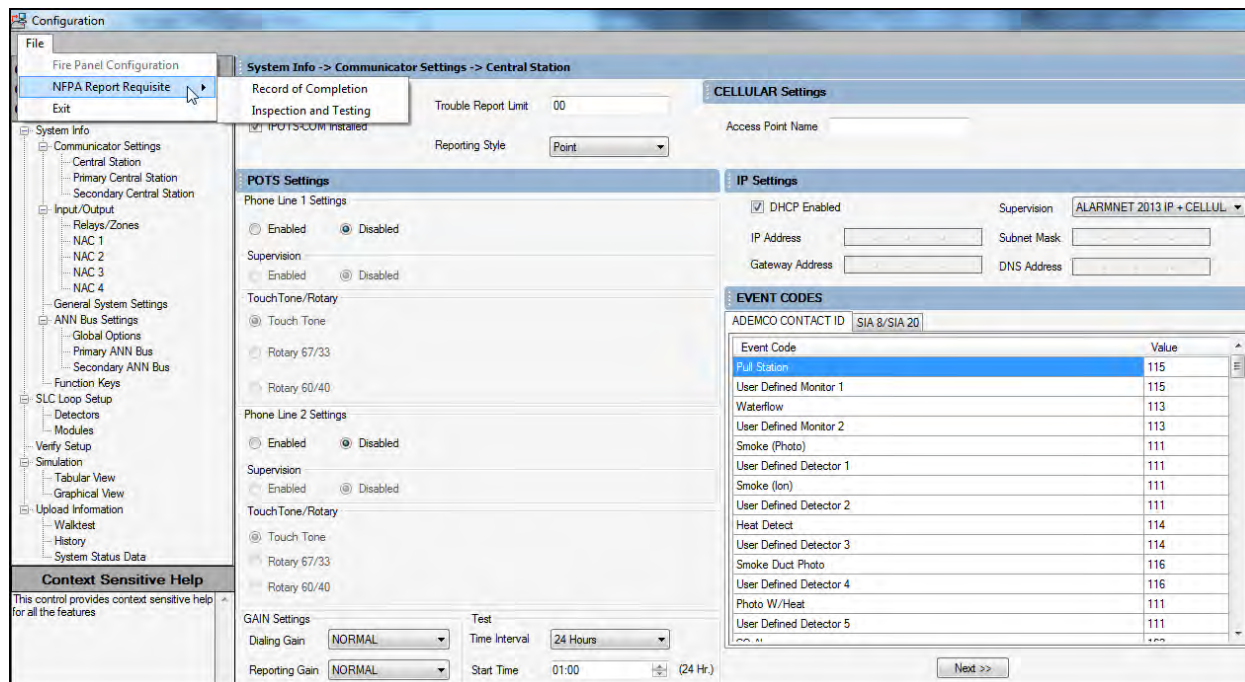 Configuration
File
Fire Panel Configuration
NFPA Report Requisite
Exit
Record of Completion
Inspection and Testing
System Info
Communicator Settings
Central Station
Primary Central Station
Secondary Central Station
Input/Output
Relays/Zones
NAC 1
NAC 2
NAC 3
NAC 4
General System Settings
ANN Bus Settings
Global Options
Primary ANN Bus
Secondary ANN Bus
Function Keys
SLC Loop Setup
Detectors
Modules
Verify Setup
Simulation
Tabular View
Graphical View
Upload Information
Walktest
History
System Status Data
Context Sensitive Help
This control provides context sensitive help
for all the features
System Info -> Communicator Settings -> Central Station
IPOTS-COM Installed
Trouble Report Limit 00
Reporting Style Point
CELLULAR Settings
Access Point Name
POTS Settings
Phone Line 1 Settings
Enabled Disabled
Supervision
Enabled Disabled
TouchTone/Rotary
Touch Tone
Rotary 67/33
Rotary 60/40
Phone Line 2 Settings
Enabled Disabled
Supervision
Enabled Disabled
TouchTone/Rotary
Touch Tone
Rotary 67/33
Rotary 60/40
GAIN Settings
Dialing Gain NORMAL
Reporting Gain NORMAL
Test
Time Interval 24 Hours
Start Time 01:00 (24 Hr.)
IP Settings
DHCP Enabled
Supervision ALARMNET 2013 IP + CELLUL
IP Address
Subnet Mask
Gateway Address
DNS Address
EVENT CODES
ADEMCO CONTACT ID SIA 8/SIA 20
Event Code Value
Pull Station 115
User Defined Monitor 1 115
Waterflow 113
User Defined Monitor 2 113
Smoke (Photo) 111
User Defined Detector 1 111
Smoke (Ion) 111
User Defined Detector 2 111
Heat Detect 114
User Defined Detector 3 114
Smoke Duct Photo 116
User Defined Detector 4 116
Photo W/Heat 111
User Defined Detector 5 111
Next >>